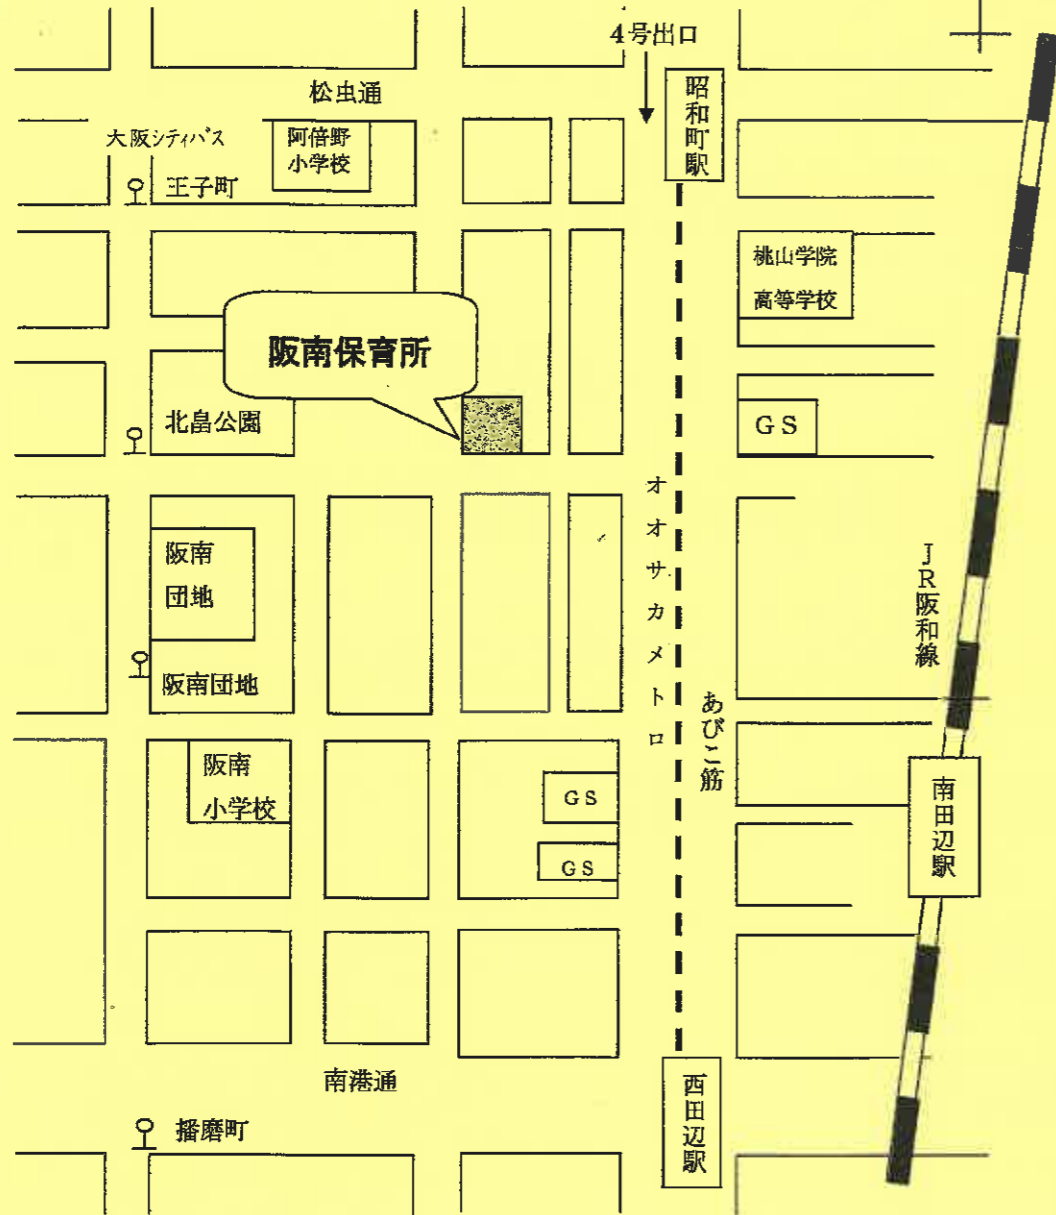 4号出口
松虫通
昭和町駅
大阪シティバス
阿倍野
小学校
王子町
桃山学院
高等学校
阪南保育所
北畠公園
GS
オオサカメトロ
阪南
団地
JR阪和線
阪南団地
あびこ筋
阪南
小学校
GS
南田辺駅
GS
南港通
西田辺駅
播磨町